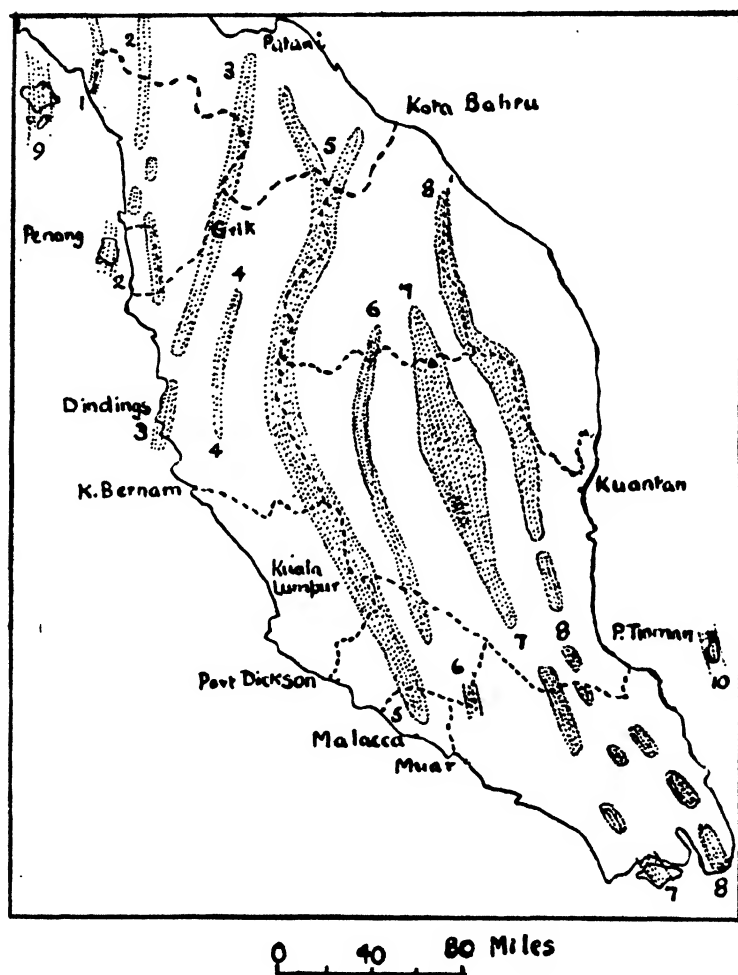 2
Patani
3
1
Kota Bahru
9
5
8
Penang
Grik
2
4
6
7
Dindings
3
4
K. Bernam
Kuantan
Kuala
Lumpur
7
8
P. Tinman
Port Dickson
6
10
5
Malacca
Muar
7
8
0 40 80 Miles